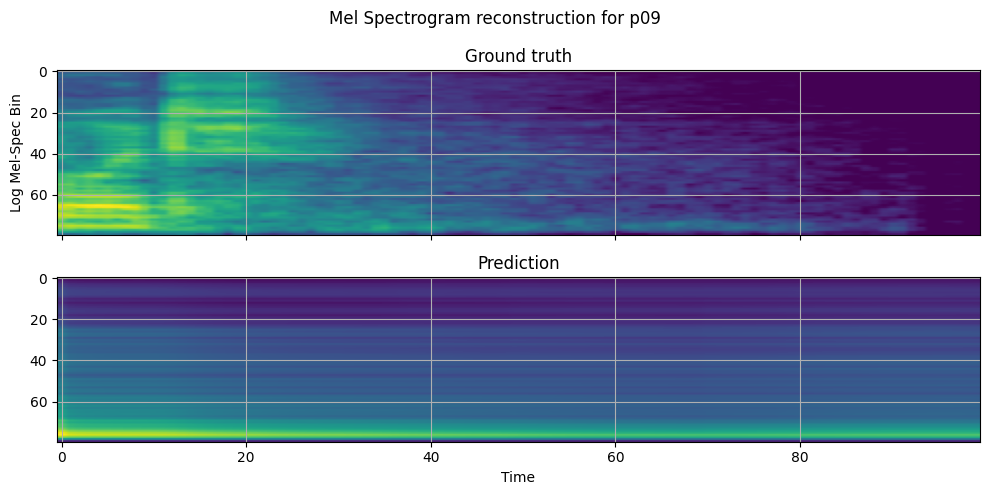 Mel Spectrogram reconstruction for p09
Ground truth
Log Mel-Spec Bin
0
20
40
60
Prediction
0
20
40
60
0 20 40 60 80
Time